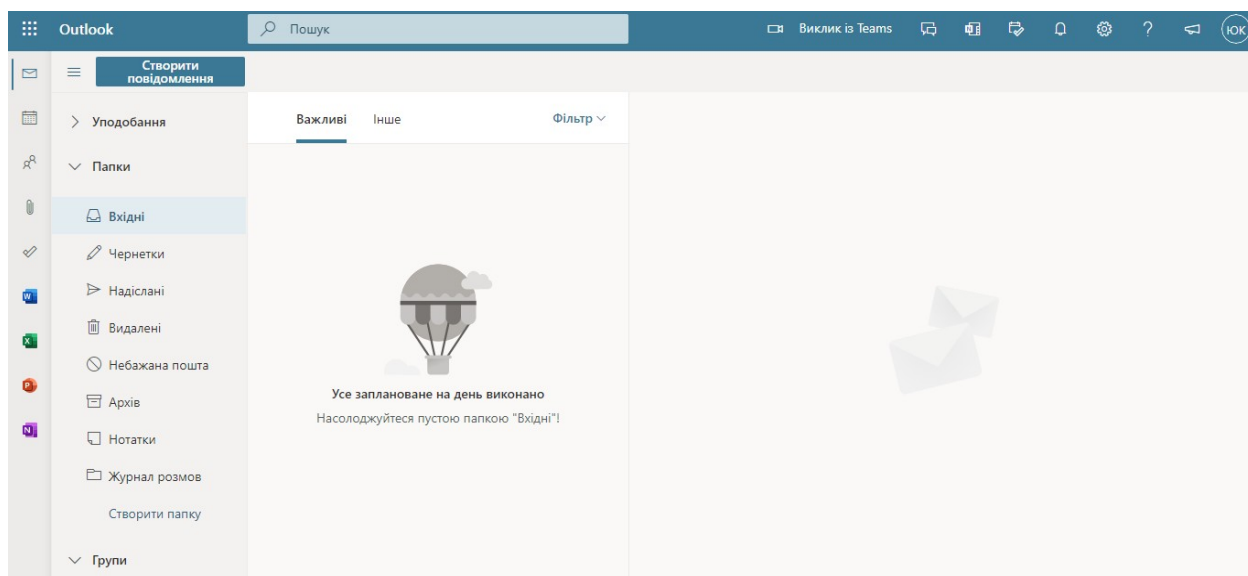 Outlook
Пошук
Виклик із Teams
ЮК
Створити
повідомлення
Уподобання
Папки
Вхідні
Чернетки
Надіслані
Видалені
Небажана пошта
Архів
Нотатки
Журнал розмов
Створити папку
Групи
Важливі
Інше
Фільтр
Усе заплановане на день виконано
Насолоджуйтеся пустою папкою "Вхідні"!